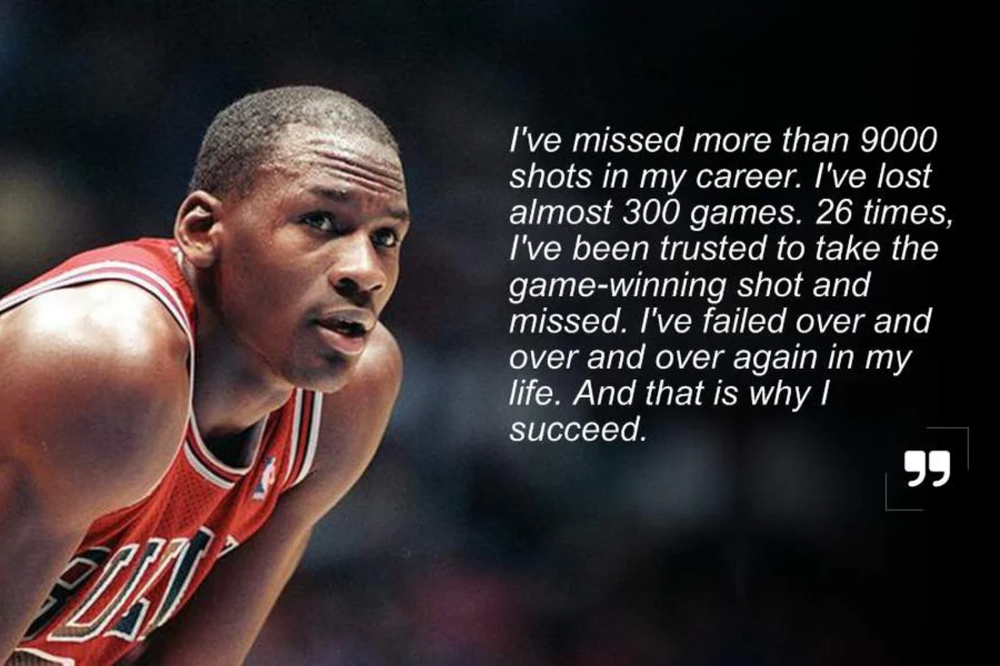 I've missed more than 9000
shots in my career. I've lost
almost 300 games. 26 times,
I've been trusted to take the
game-winning shot and
missed. I've failed over and
over and over again in my
life. And that is why I
succeed.
”
BULL